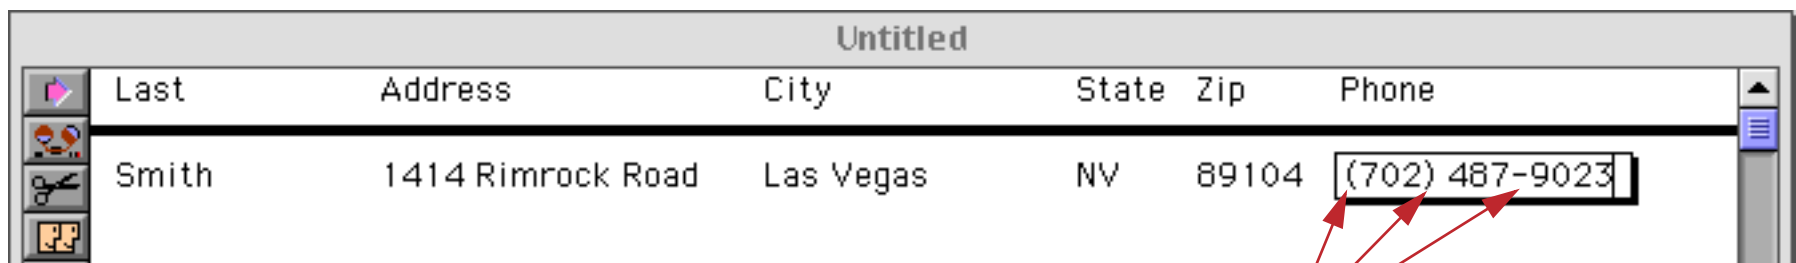 Untitled
Last Address City State Zip Phone
Smith 1414 Rimrock Road Las Vegas NV 89104 (702) 487-9023